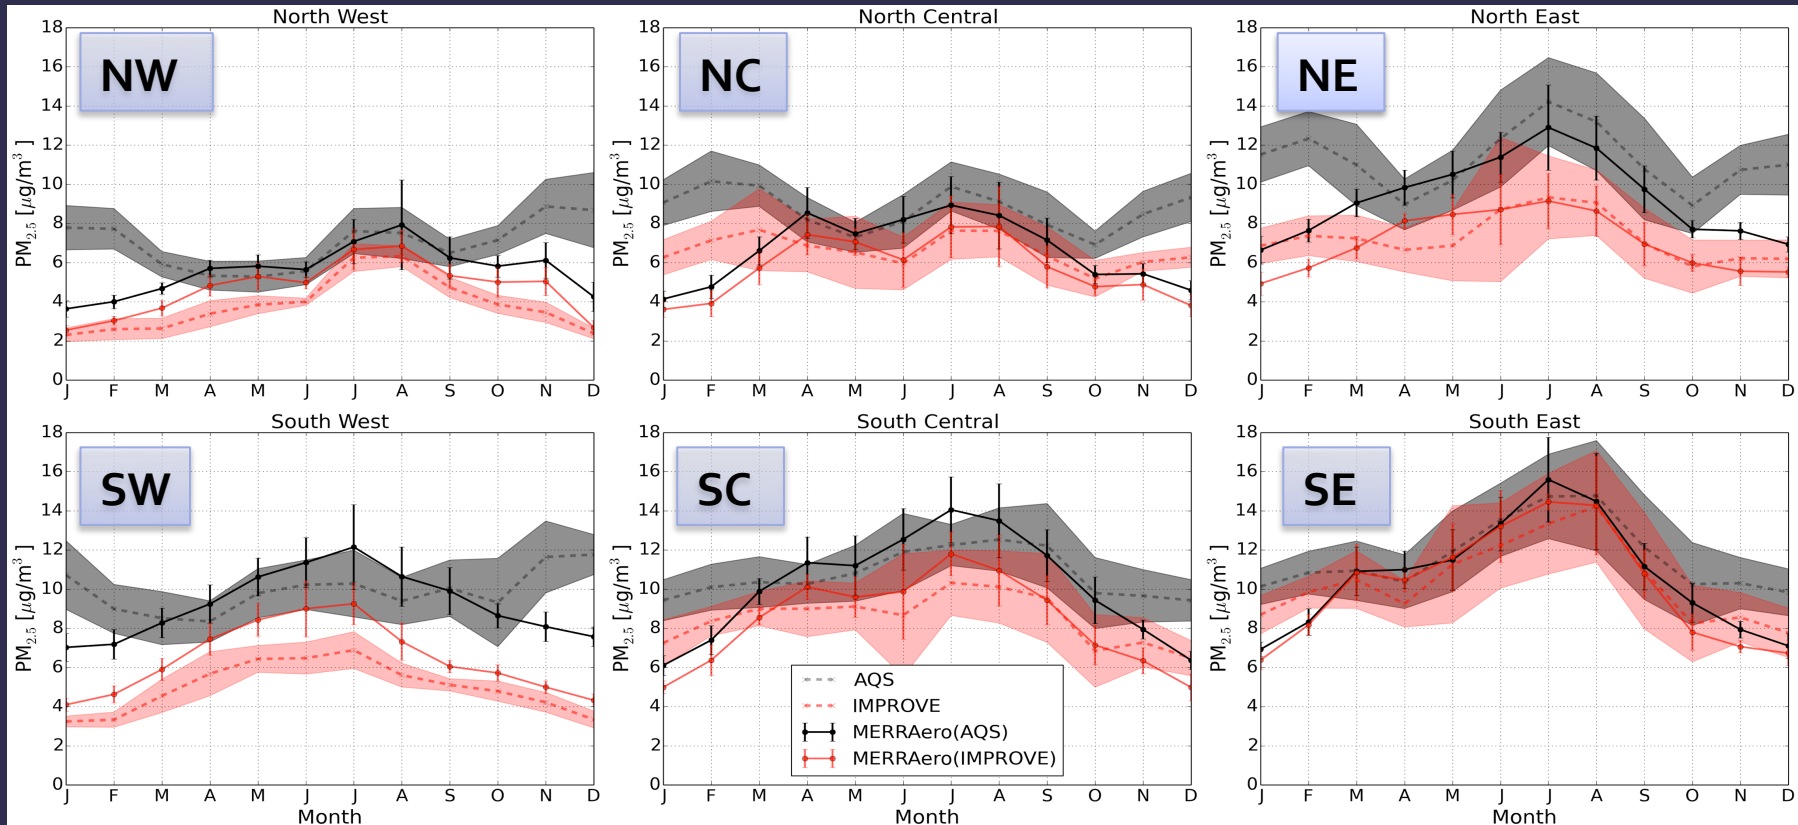 North West
North Central
North East
NW
NC
NE
PM2.5 [μg/m³]
18
16
14
12
10
8
6
4
2
0
J F M A M J J A S O N D
PM2.5 [μg/m³]
18
16
14
12
10
8
6
4
2
0
J F M A M J J A S O N D
PM2.5 [μg/m³]
18
16
14
12
10
8
6
4
2
0
J F M A M J J A S O N D
South West
South Central
South East
SW
SC
SE
PM2.5 [μg/m³]
18
16
14
12
10
8
6
4
2
0
J F M A M J J A S O N D
Month
PM2.5 [μg/m³]
18
16
14
12
10
8
6
4
2
0
AQS
IMPROVE
MERRAero(AQS)
MERRAero(IMPROVE)
J F M A M J J A S O N D
Month
PM2.5 [μg/m³]
18
16
14
12
10
8
6
4
2
0
J F M A M J J A S O N D
Month